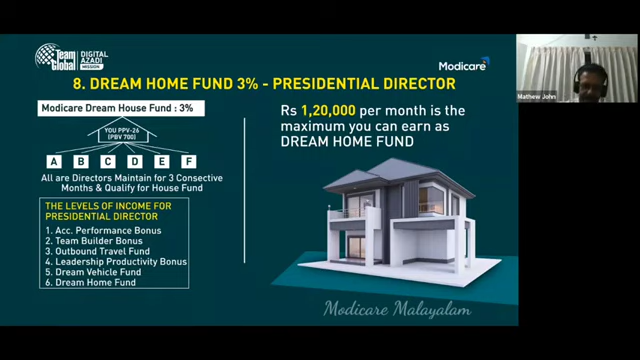 Team
Global
DIGITAL
AZADI
MISSION
Modicare
8. DREAM HOME FUND 3% - PRESIDENTIAL DIRECTOR
Modicare Dream House Fund : 3%
YOU PPV-26
(PBV 700)
A B C D E F
All are Directors Maintain for 3 Consective
Months & Qualify for House Fund
THE LEVELS OF INCOME FOR
PRESIDENTIAL DIRECTOR
1. Acc. Performance Bonus
2. Team Builder Bonus
3. Outbound Travel Fund
4. Leadership Productivity Bonus
5. Dream Vehicle Fund
6. Dream Home Fund
Rs 1,20,000 per month is the
maximum you can earn as
DREAM HOME FUND
Modicare Malayalam
Mathew John